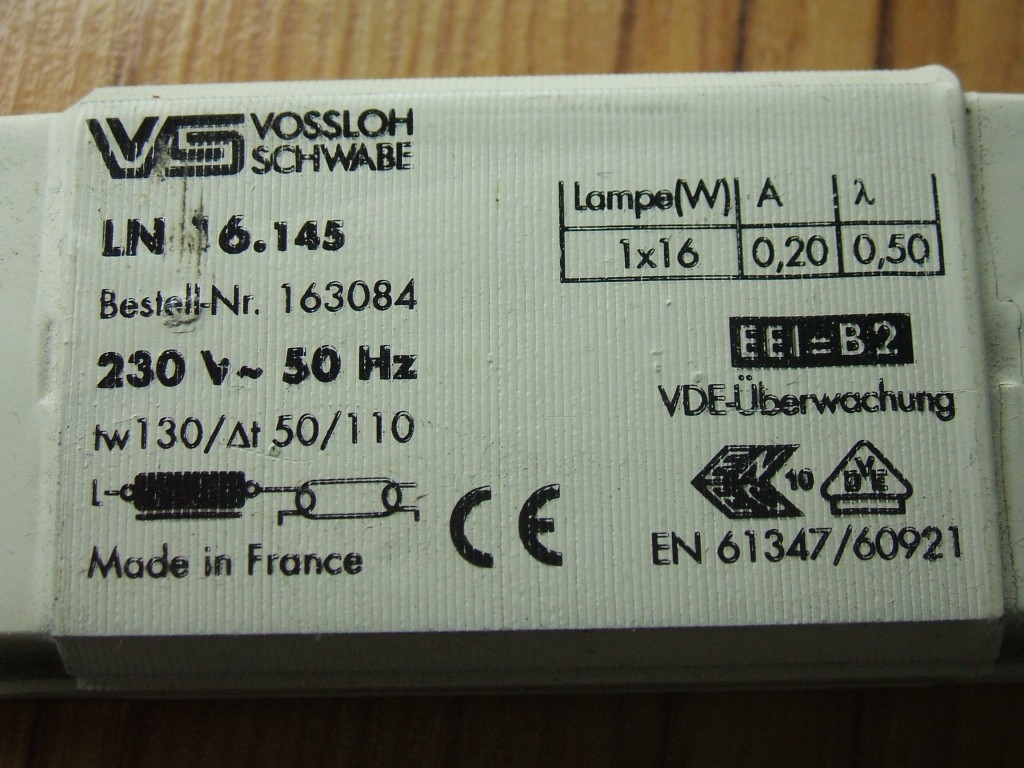 VS VOSSLOH
SCHWABE
LN 16.145
Bestell-Nr. 163084
230 V~ 50 Hz
tw130/Δt 50/110
L
Made in France
CE
Lampe(W) A λ
1x16 0,20 0,50
EEI=B2
VDE-Überwachung
10 VDE
EN 61347/60921